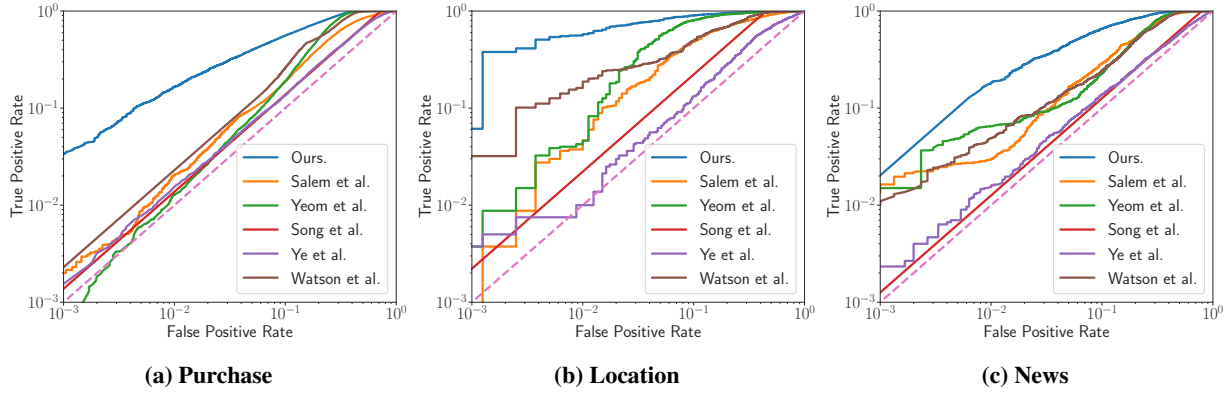 True Positive Rate
10^0
10^-1
10^-2
10^-3
10^-3
10^-2
10^-1
10^0
False Positive Rate
Ours.
Salem et al.
Yeom et al.
Song et al.
Ye et al.
Watson et al.
(a) Purchase
True Positive Rate
10^0
10^-1
10^-2
10^-3
10^-3
10^-2
10^-1
10^0
False Positive Rate
Ours.
Salem et al.
Yeom et al.
Song et al.
Ye et al.
Watson et al.
(b) Location
True Positive Rate
10^0
10^-1
10^-2
10^-3
10^-3
10^-2
10^-1
10^0
False Positive Rate
Ours.
Salem et al.
Yeom et al.
Song et al.
Ye et al.
Watson et al.
(c) News